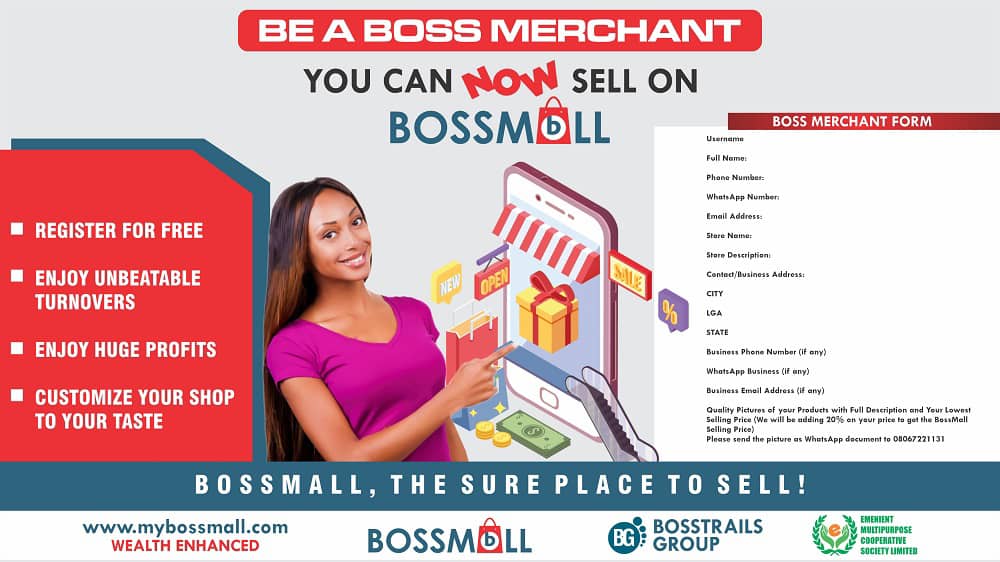 BE A BOSS MERCHANT
YOU CAN NOW SELL ON
BOSSMALL
REGISTER FOR FREE
ENJOY UNBEATABLE
TURNOVERS
ENJOY HUGE PROFITS
CUSTOMIZE YOUR SHOP
TO YOUR TASTE
NEW
OPEN
SALE
%
BOSS MERCHANT FORM
Username
Full Name:
Phone Number:
WhatsApp Number:
Email Address:
Store Name:
Store Description:
Contact/Business Address:
CITY
LGA
STATE
Business Phone Number (if any)
WhatsApp Business (if any)
Business Email Address (if any)
Quality Pictures of your Products with Full Description and Your Lowest
Selling Price (We will be adding 20% on your price to get the BossMall
Selling Price)
Please send the picture as WhatsApp document to 08067221131
BOSSMALL, THE SURE PLACE TO SELL!
www.mybossmall.com
WEALTH ENHANCED
BOSSMALL
BG
BOSSTRAILS
GROUP
EMENIENT
MULTIPURPOSE
COOPERATIVE
SOCIETY LIMITED